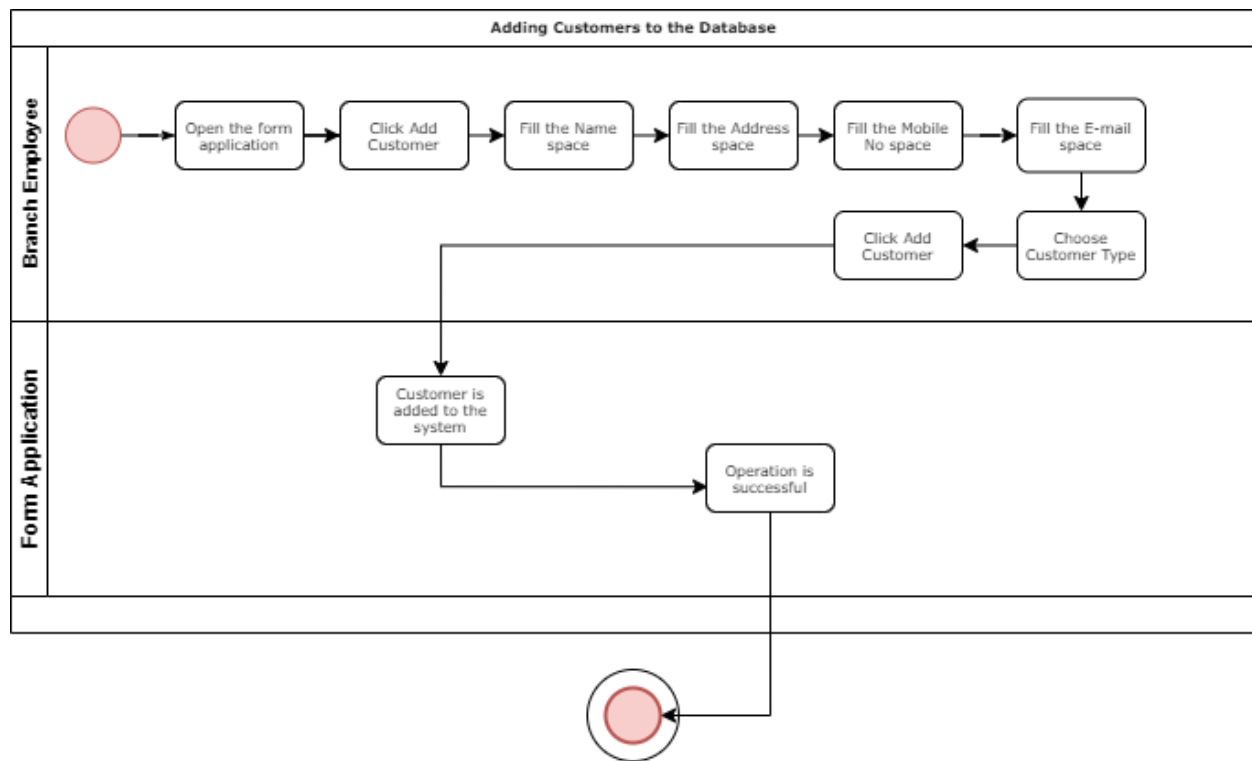 Adding Customers to the Database
Branch Employee
Open the form
application
Click Add
Customer
Fill the Name
space
Fill the Address
space
Fill the Mobile
No space
Fill the E-mail
space
Choose
Customer Type
Click Add
Customer
Form Application
Customer is
added to the
system
Operation is
successful